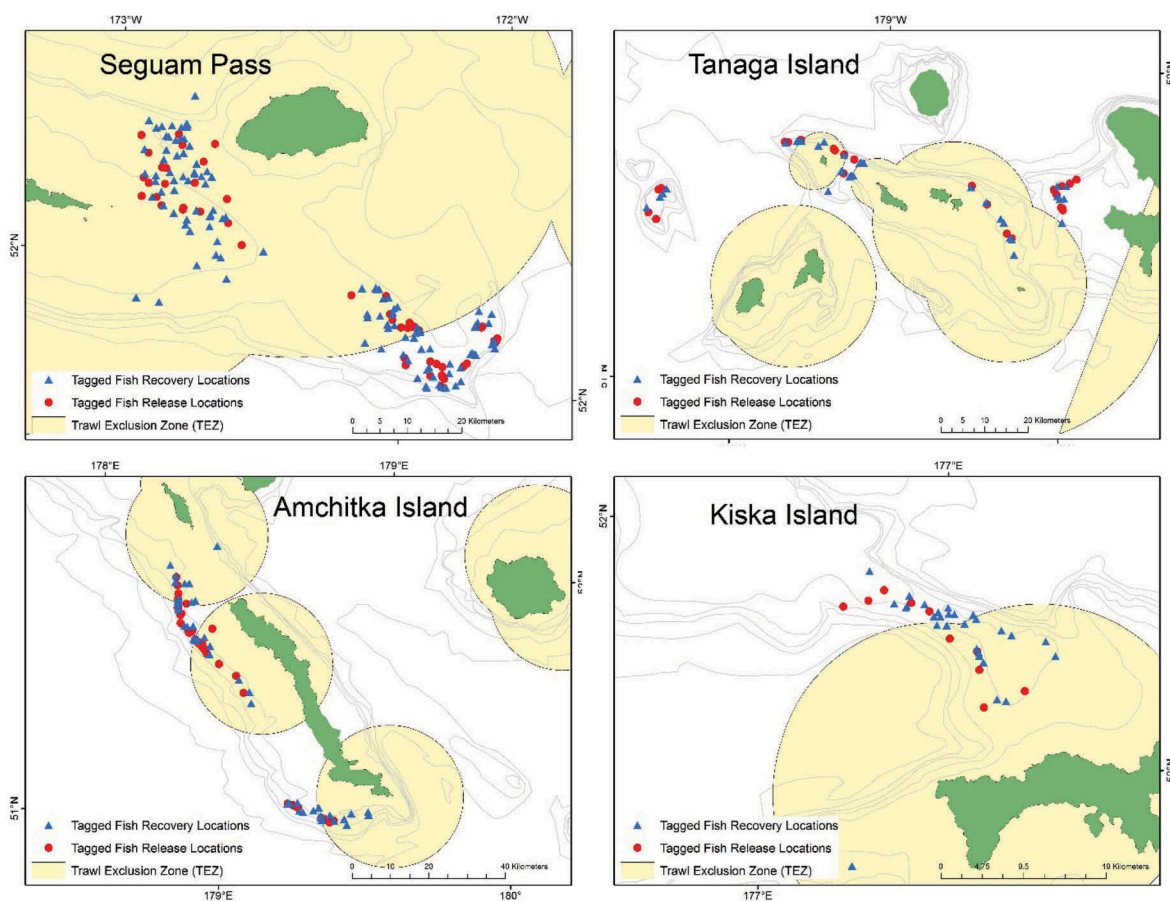 173°W 172°W
Seguam Pass
52°N
52°N
Tagged Fish Recovery Locations
Tagged Fish Release Locations
Trawl Exclusion Zone (TEZ)
0 5 10 20 Kilometers
179°W
Tanaga Island
Tagged Fish Recovery Locations
Tagged Fish Release Locations
Trawl Exclusion Zone (TEZ)
0 5 10 20 Kilometers
178°E 179°E
Amchitka Island
51°N
Tagged Fish Recovery Locations
Tagged Fish Release Locations
Trawl Exclusion Zone (TEZ)
0 10 20 40 Kilometers
179°E 180°
177°E
Kiska Island
52°N
Tagged Fish Recovery Locations
Tagged Fish Release Locations
Trawl Exclusion Zone (TEZ)
0 4.75 9.5 19 Kilometers
177°E